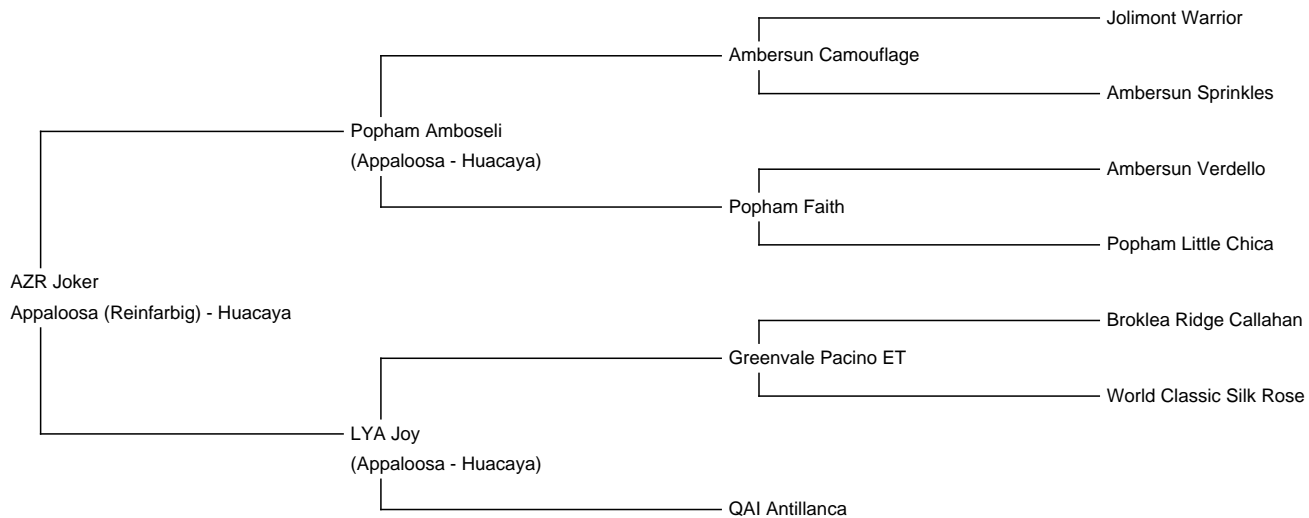 Jolimont Warrior
Ambersun Camouflage
Ambersun Sprinkles
Popham Amboseli
(Appaloosa - Huacaya)
Ambersun Verdello
Popham Faith
Popham Little Chica
AZR Joker
Appaloosa (Reinfarbig) - Huacaya
Broklea Ridge Callahan
Greenvale Pacino ET
World Classic Silk Rose
LYA Joy
(Appaloosa - Huacaya)
QAI Antillanca